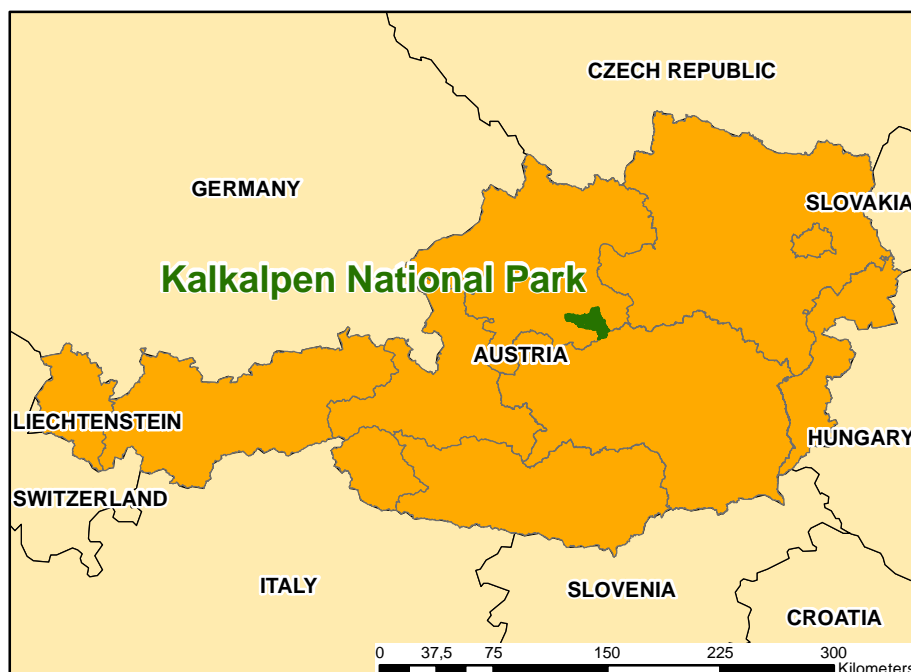 CZECH REPUBLIC
GERMANY
SLOVAKIA
Kalkalpen National Park
AUSTRIA
LIECHTENSTEIN
HUNGARY
SWITZERLAND
ITALY
SLOVENIA
CROATIA
0 37,5 75 150 225 300
Kilometers